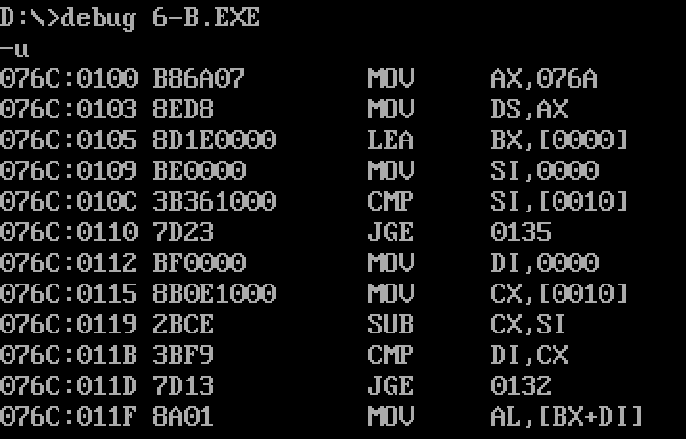 D:\>debug 6-B.EXE
-u
076C:0100 B86A07 MOV AX,076A
076C:0103 8ED8 MOV DS,AX
076C:0105 8D1E0000 LEA BX,[0000]
076C:0109 BE0000 MOV SI,0000
076C:010C 3B361000 CMP SI,[0010]
076C:0110 7D23 JGE 0135
076C:0112 BF0000 MOV DI,0000
076C:0115 8B0E1000 MOV CX,[0010]
076C:0119 2BCE SUB CX,SI
076C:011B 3BF9 CMP DI,CX
076C:011D 7D13 JGE 0132
076C:011F 8A01 MOV AL,[BX+DI]